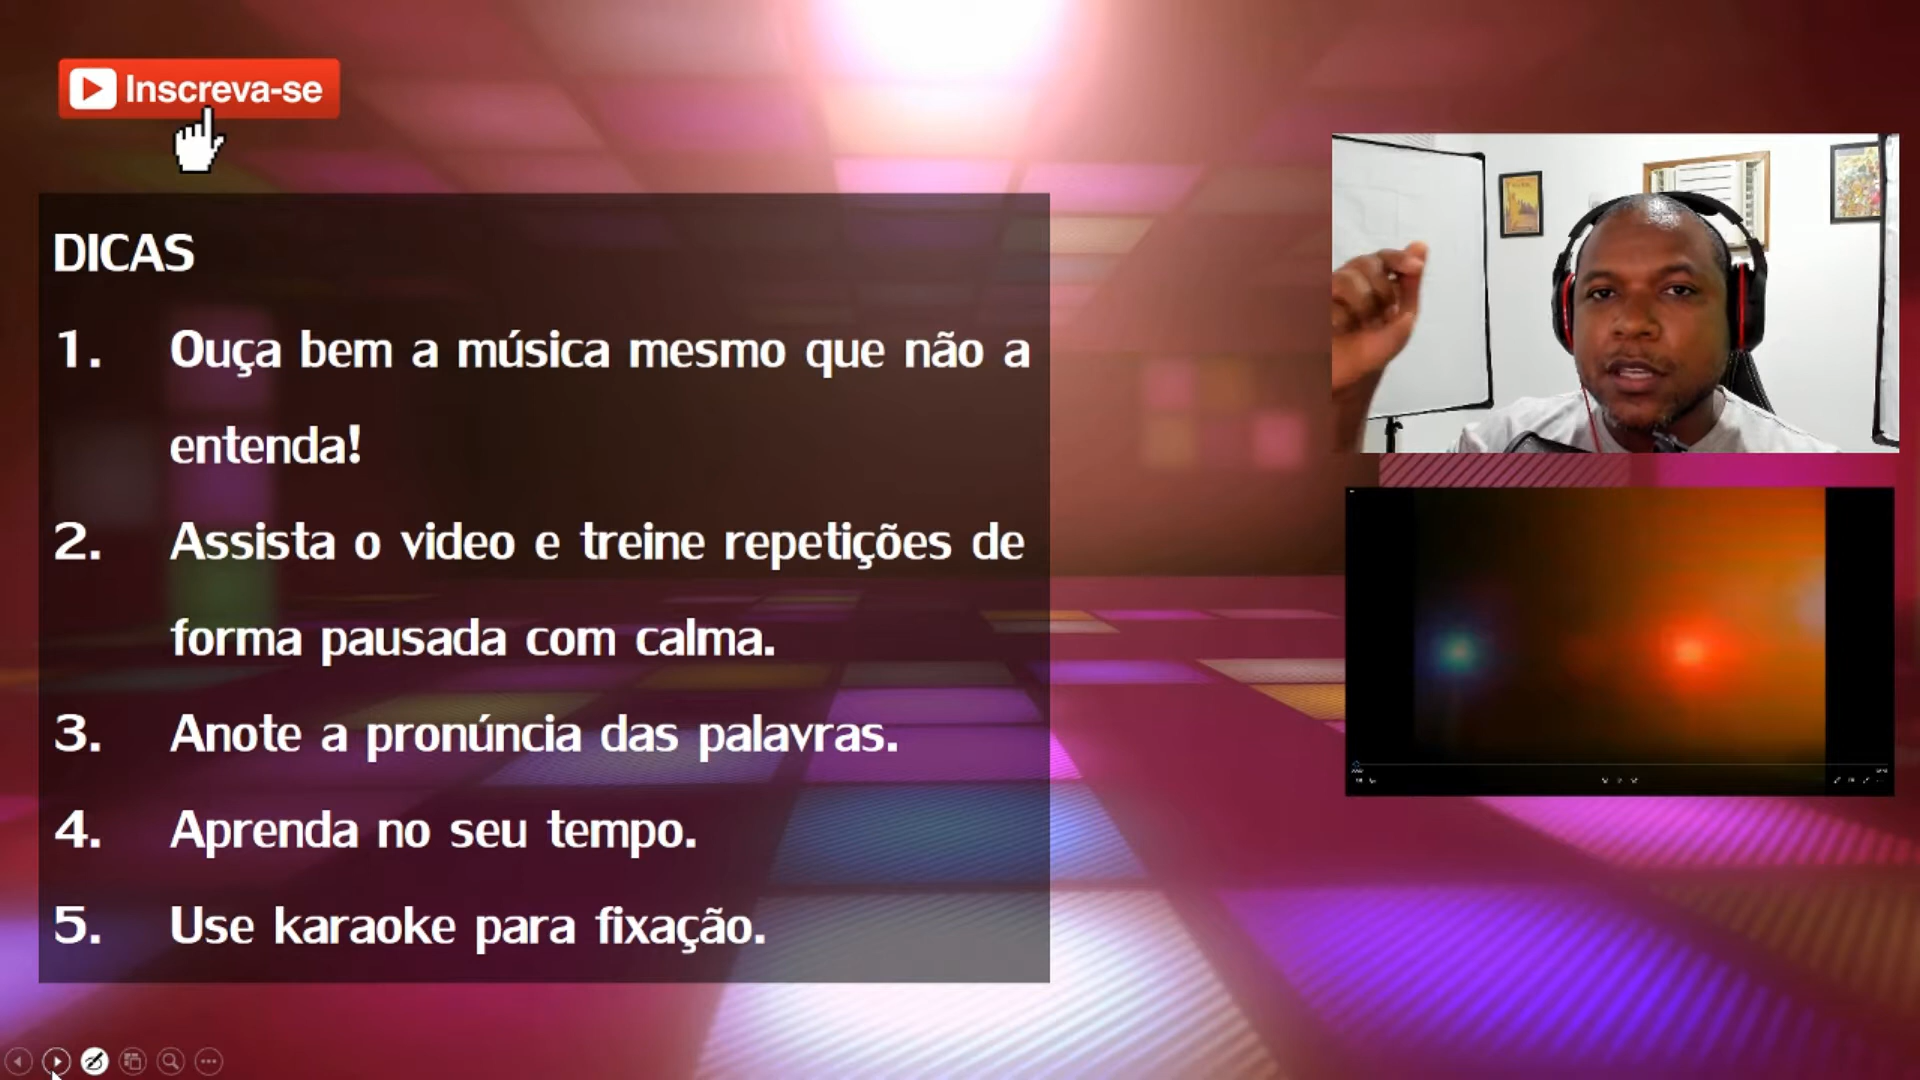 Inscreva-se
DICAS
1. Ouça bem a música mesmo que não a
entenda!
2. Assista o video e treine repetições de
forma pausada com calma.
3. Anote a pronúncia das palavras.
4. Aprenda no seu tempo.
5. Use karaoke para fixação.